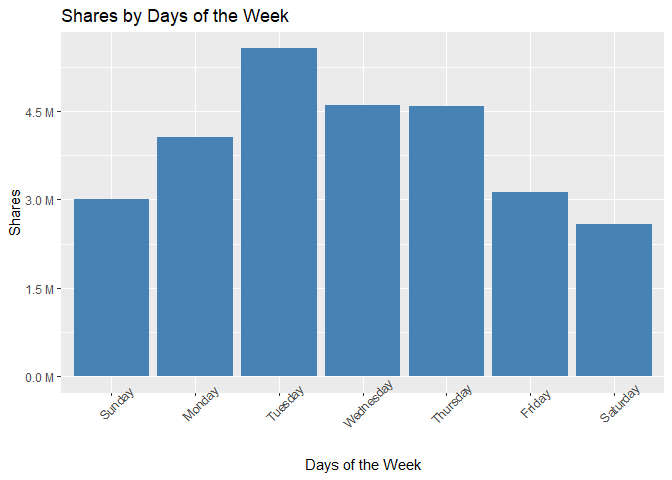 Shares by Days of the Week
Shares
4.5 M
3.0 M
1.5 M
0.0 M
Sunday
Monday
Tuesday
Wednesday
Thursday
Friday
Saturday
Days of the Week